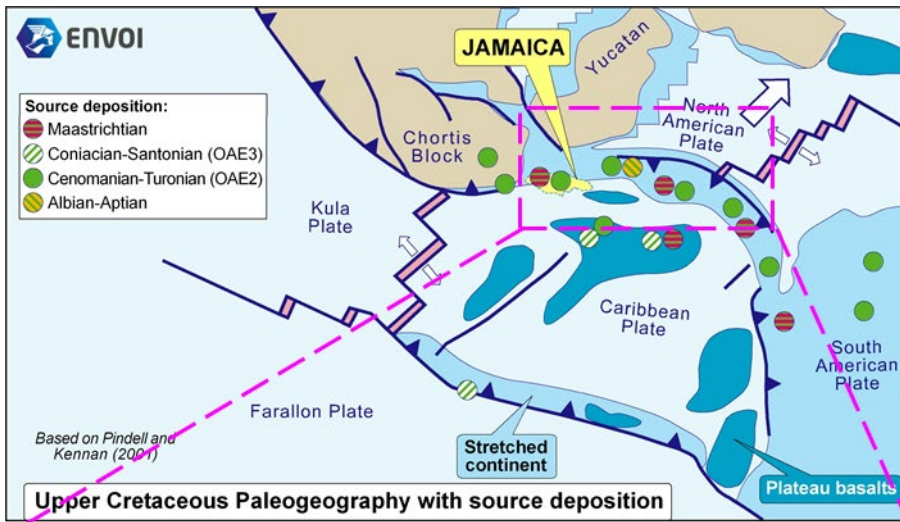 ENVOI
JAMAICA
Yucatan
Source deposition:
Maastrichtian
Coniacian-Santonian (OAE3)
Cenomanian-Turonian (OAE2)
Albian-Aptian
Chortis
Block
North
American
Plate
Kula
Plate
Caribbean
Plate
South
American
Plate
Farallon Plate
Based on Pindell and
Kennan (2001)
Stretched
continent
Plateau basalts
Upper Cretaceous Paleogeography with source deposition